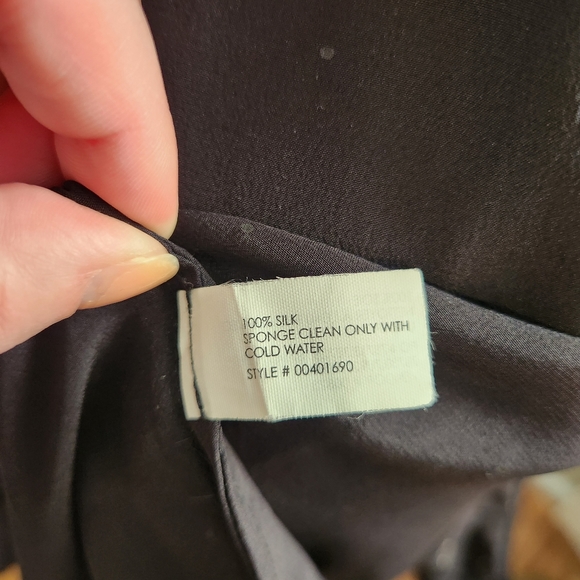 100% SILK
SPONGE CLEAN ONLY WITH
COLD WATER
STYLE # 00401690